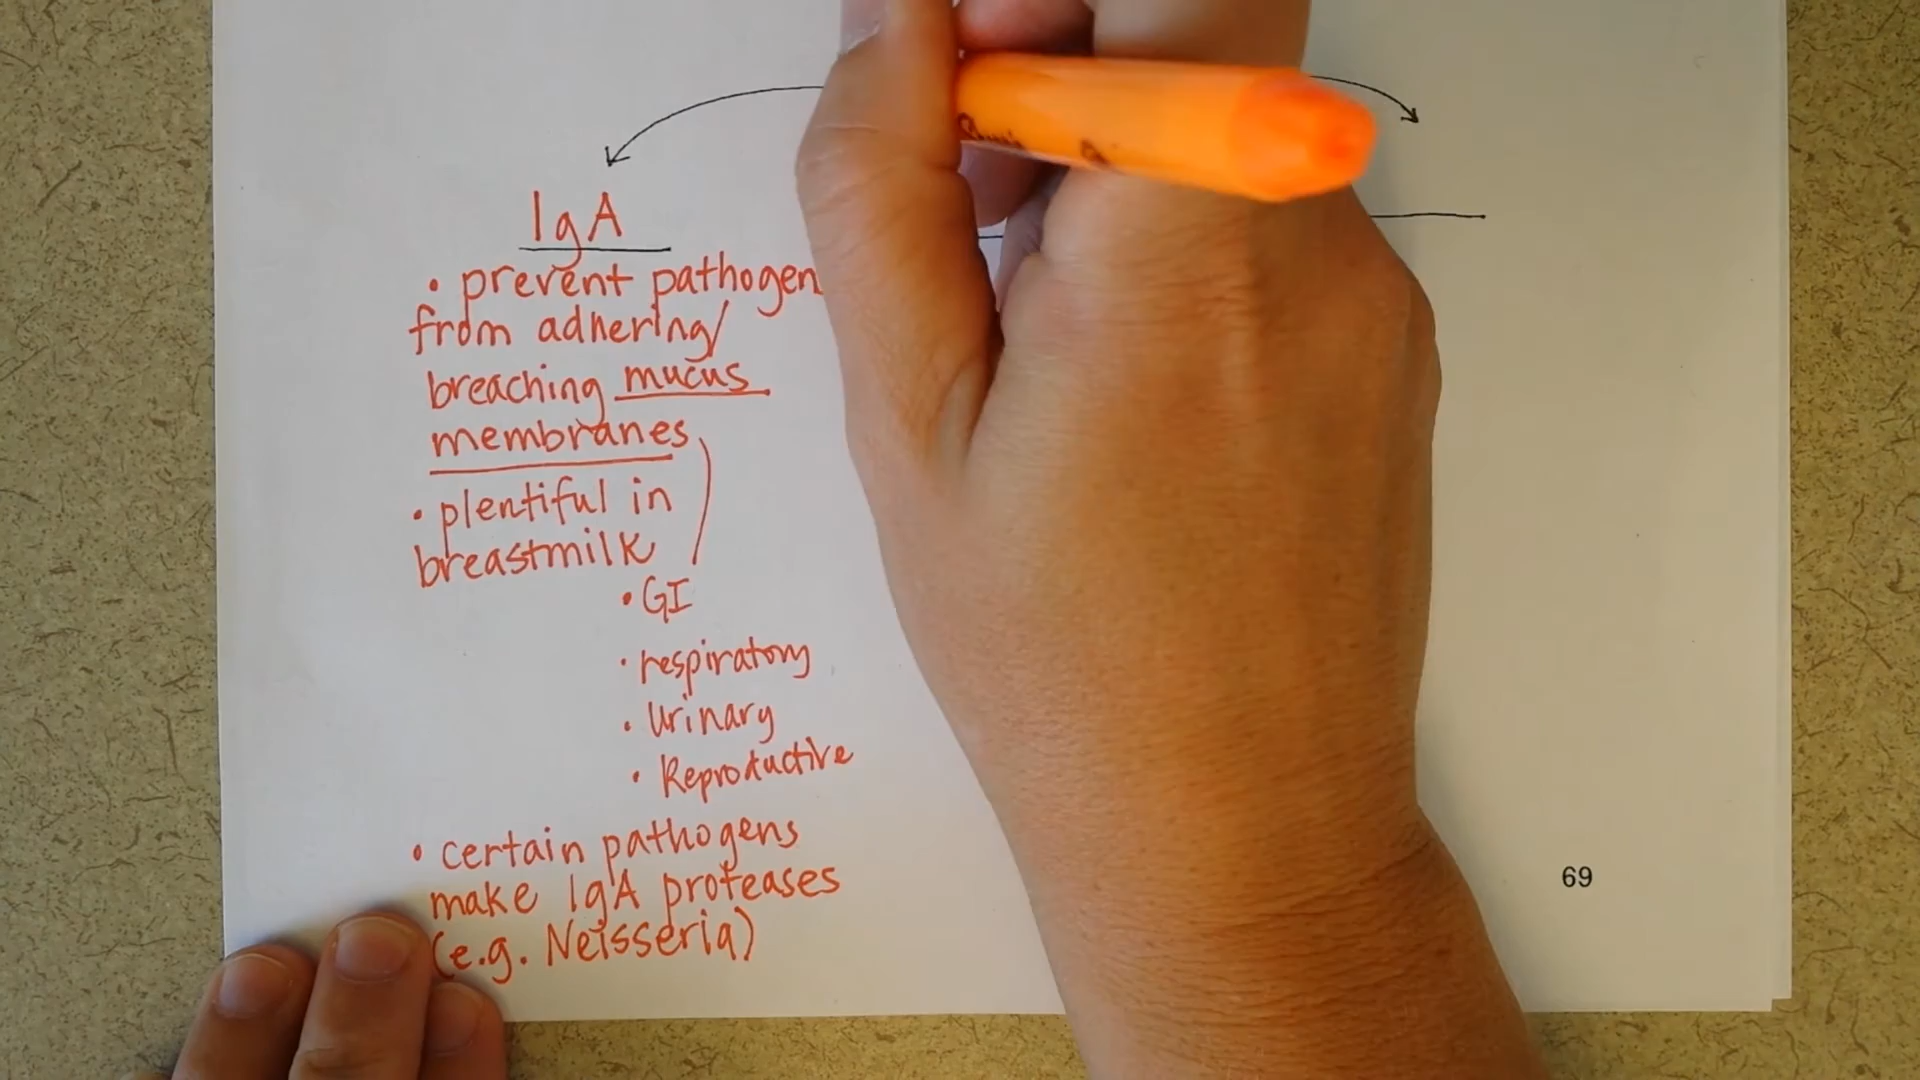 IgA
• prevent pathogen
from adhering/
breaching mucus
membranes
• plentiful in
breastmilk
• GI
• respiratory
• Urinary
• Reproductive
• certain pathogens
make IgA proteases
(e.g. Neisseria)
69